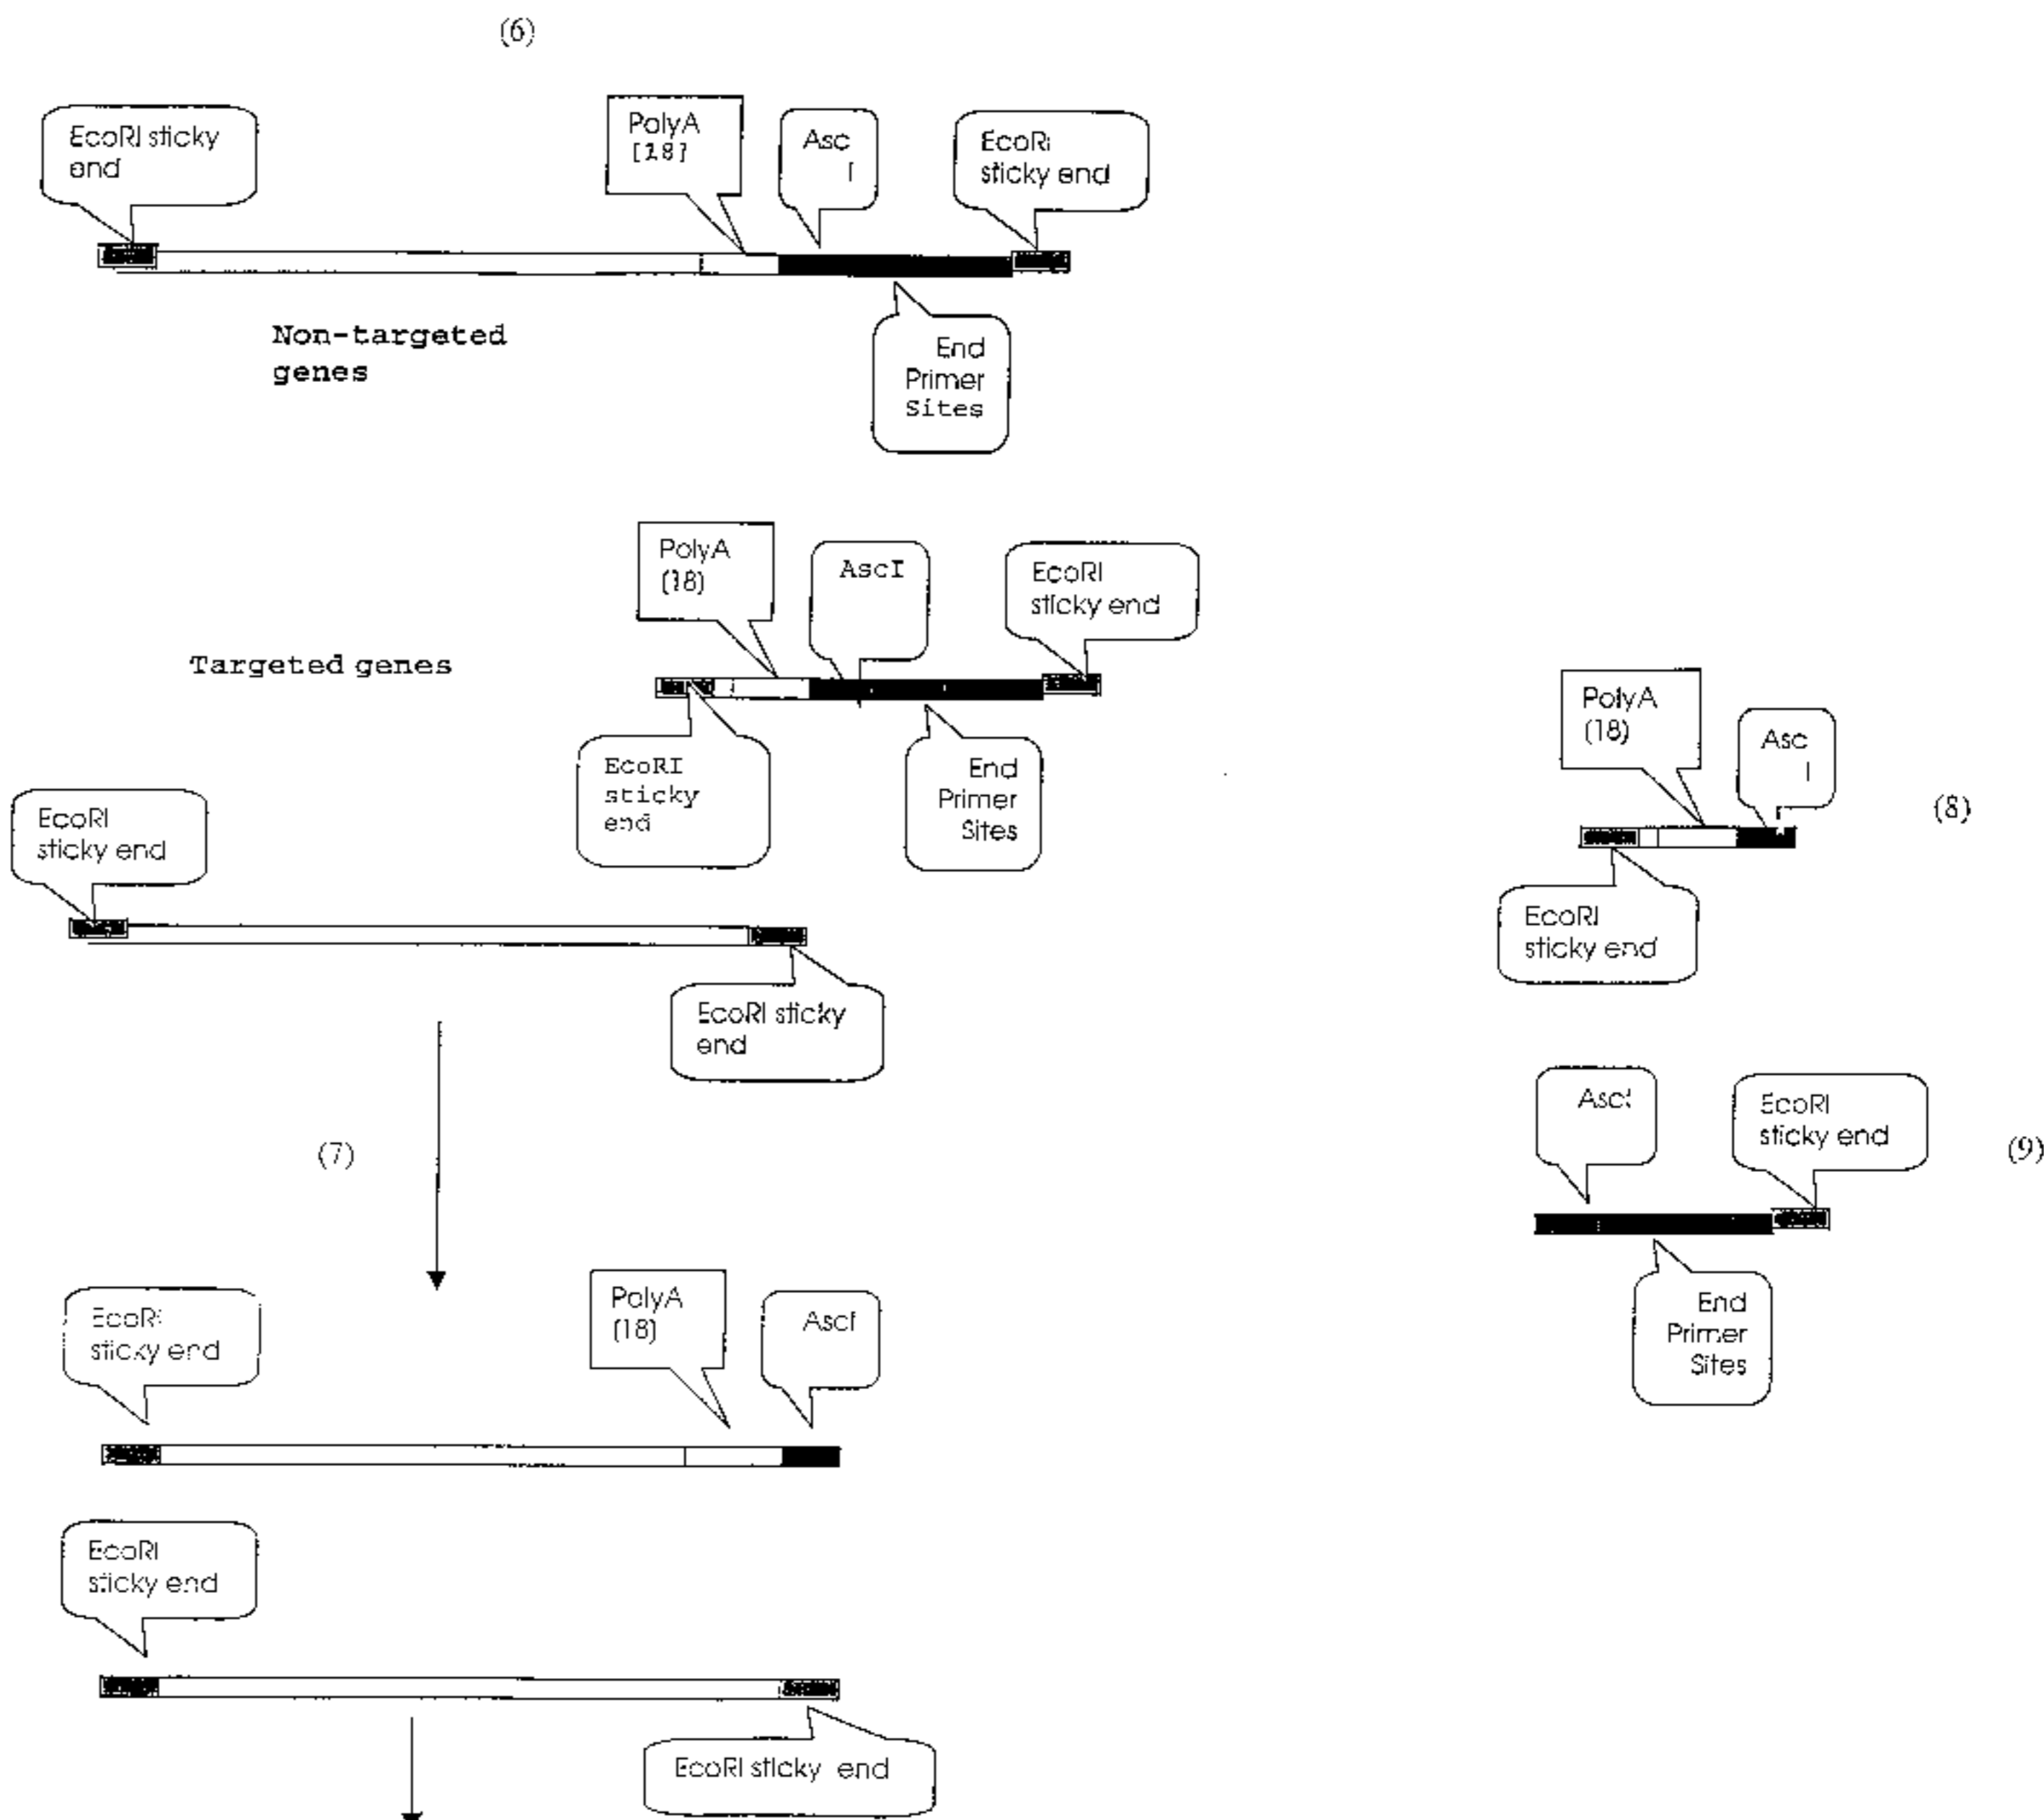 (6)
EcoRI sticky
end
PolyA
[18]
Asc
I
EcoRi
sticky end
Non-targeted
genes
End
Primer
Sites
PolyA
(18)
AscI
EcoRI
sticky end
Targeted genes
EcoRI
sticky
end
End
Primer
Sites
PolyA
(18)
Asc
I
(8)
EcoRI
sticky end
EcoRI
sticky end
EcoRI sticky
end
(7)
AscI
EcoRI
sticky end
(9)
End
Primer
Sites
EcoRi
sticky end
PolyA
(18)
AscI
EcoRI
sticky end
EcoRI sticky end